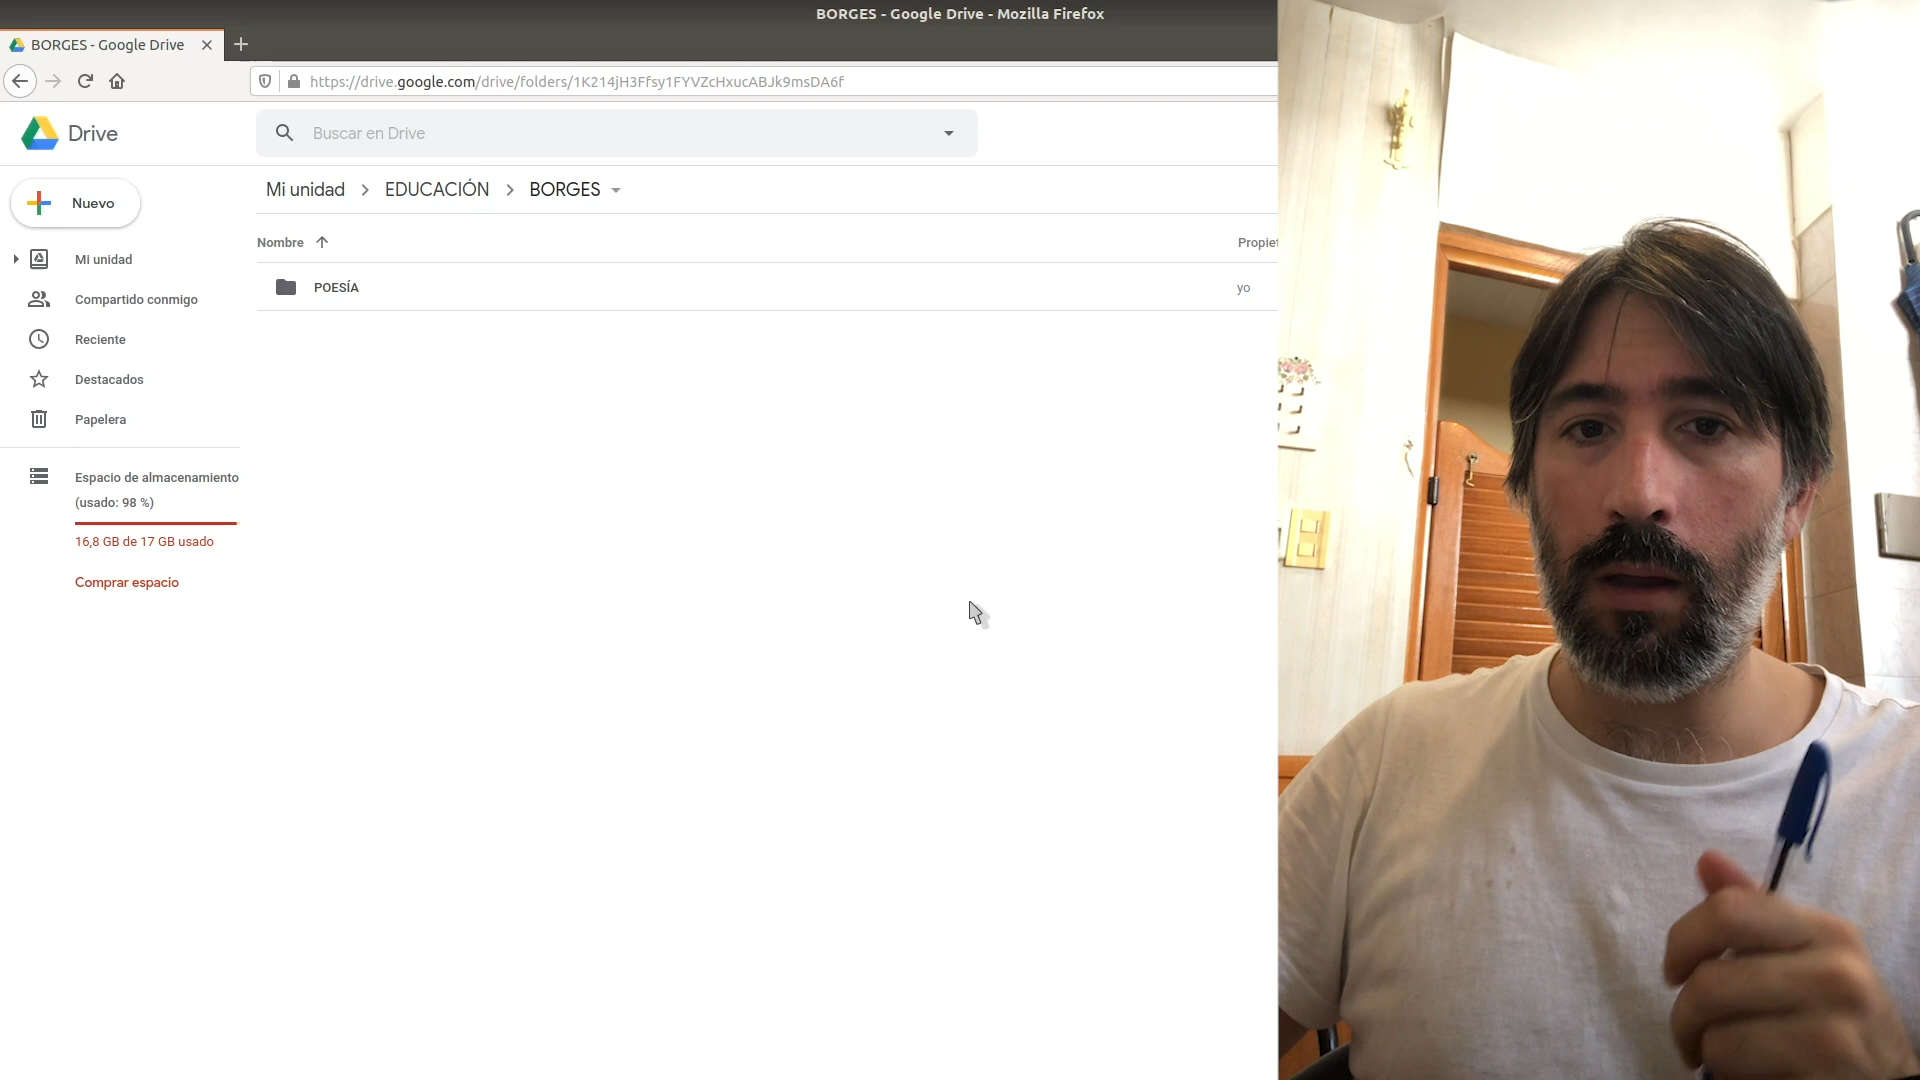 BORGES - Google Drive - Mozilla Firefox
BORGES - Google Drive
https://drive.google.com/drive/folders/1K214jH3Ffsy1FYVZcHxucABJk9msDA6f
Drive
Buscar en Drive
Nuevo
Mi unidad > EDUCACIÓN > BORGES
Nombre
Propiet
POESÍA
yo
Mi unidad
Compartido conmigo
Reciente
Destacados
Papelera
Espacio de almacenamiento
(usado: 98 %)
16,8 GB de 17 GB usado
Comprar espacio